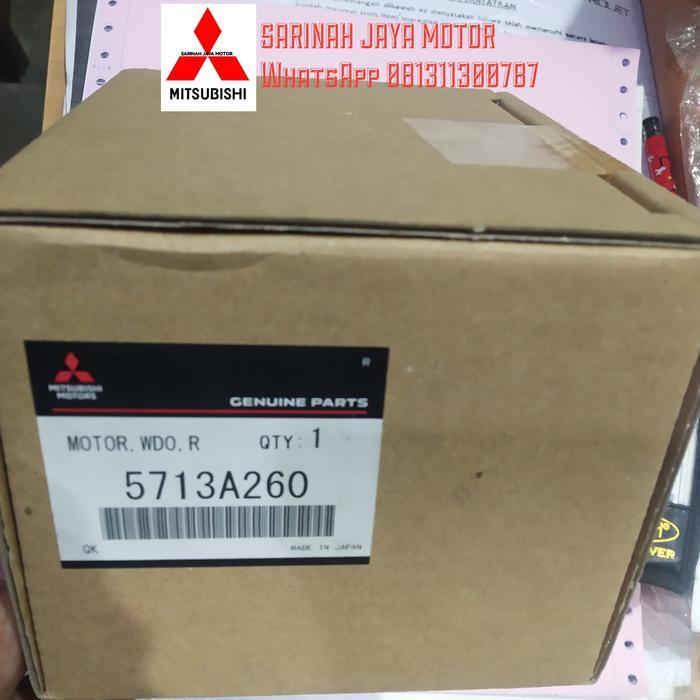 SARINAH JAYA MOTOR
MITSUBISHI
SARINAH JAYA MOTOR
WhatsApp 081311300787
MITSUBISHI
MOTORS
R
GENUINE PARTS
MOTOR, WDO, R QTY: 1
5713A260
QK MADE IN JAPAN